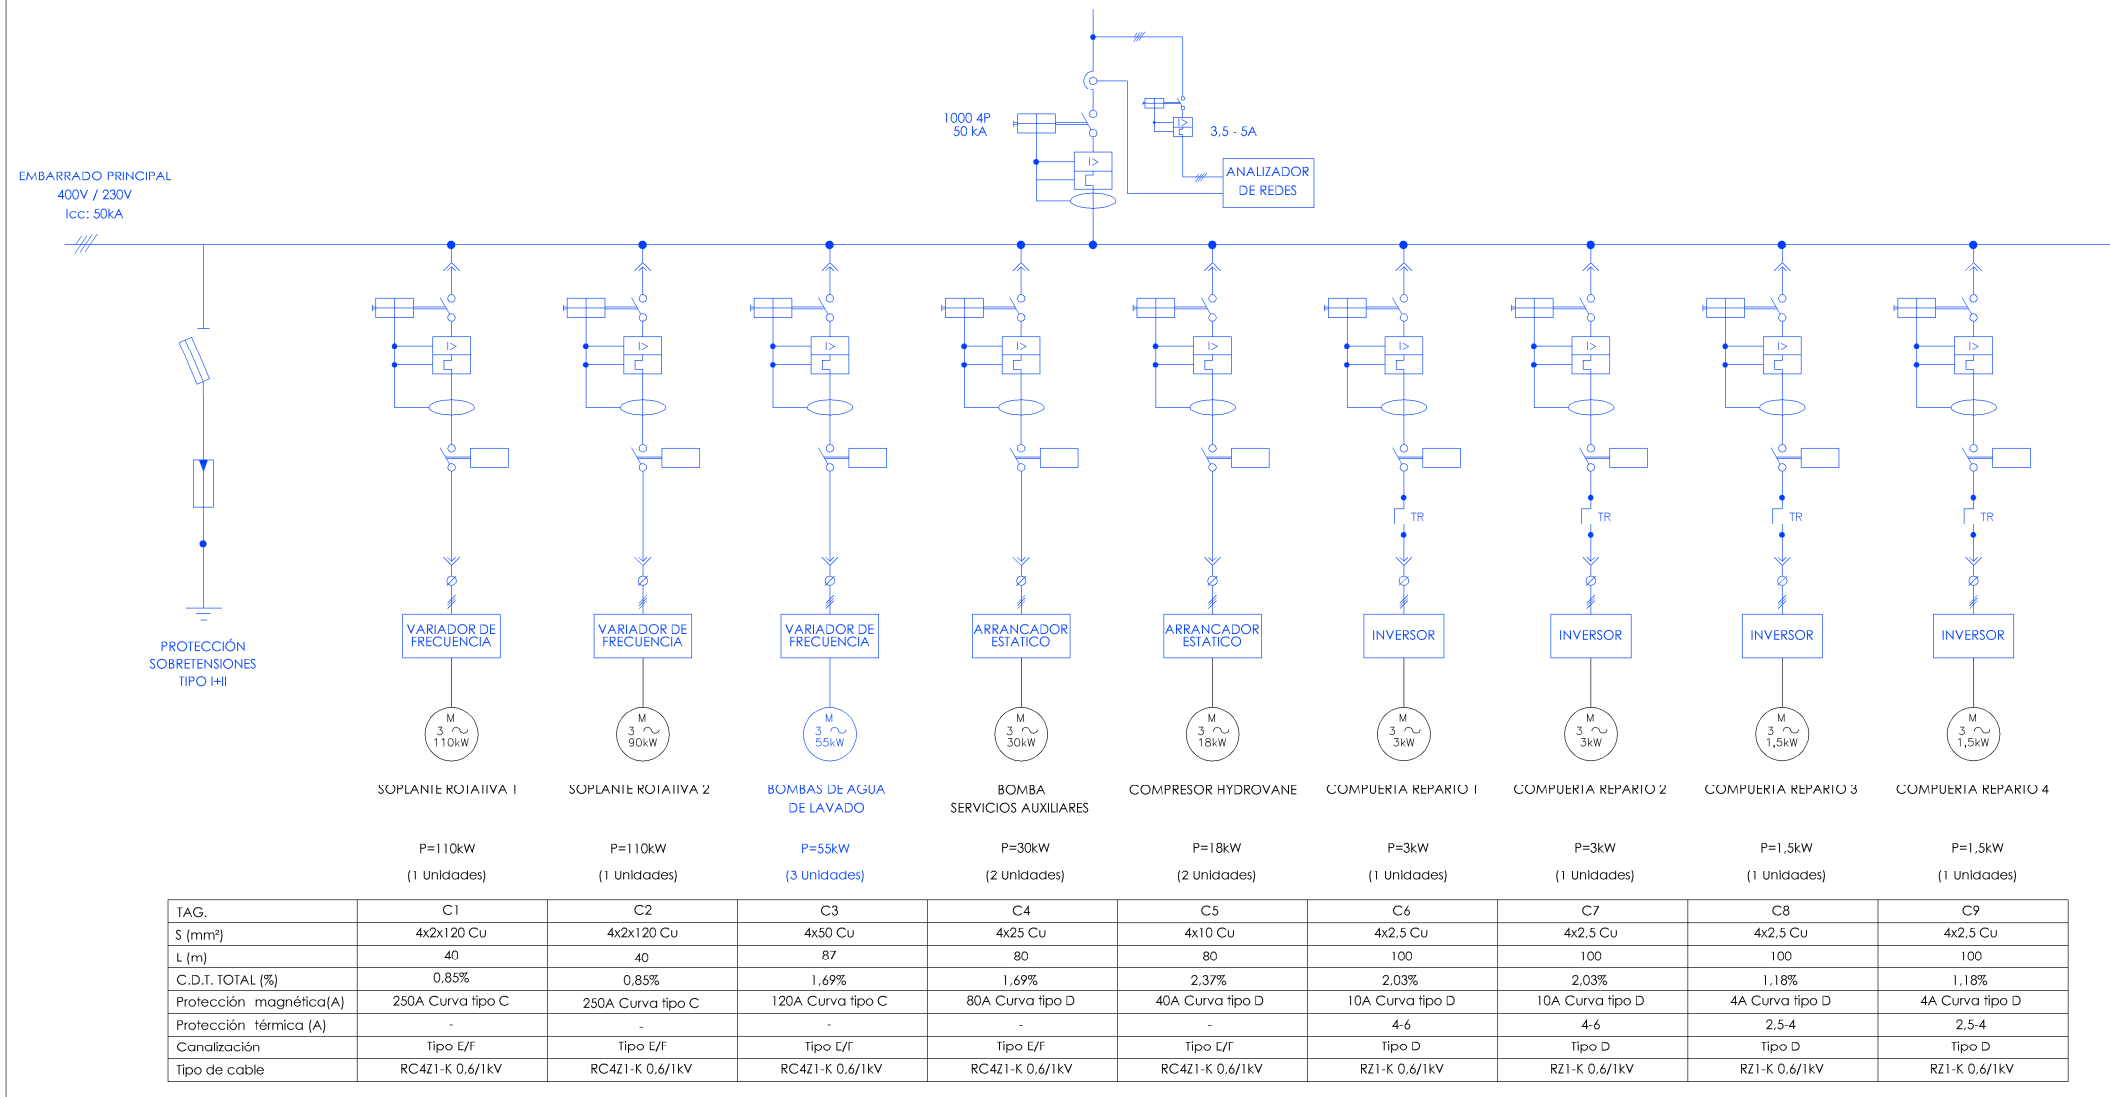 1000 4P
50 kA
3,5 - 5A
ANALIZADOR
DE REDES
EMBARRADO PRINCIPAL
400V / 230V
Icc: 50kA
I>
I>
I> I> I> I> I> I> I> I> I>
TR TR TR TR
PROTECCIÓN
SOBRETENSIONES
TIPO I+II
VARIADOR DE
FRECUENCIA
VARIADOR DE
FRECUENCIA
VARIADOR DE
FRECUENCIA
ARRANCADOR
ESTATICO
ARRANCADOR
ESTATICO
INVERSOR
INVERSOR
INVERSOR
INVERSOR
M
3
110kW
M
3
90kW
M
3
55kW
M
3
30kW
M
3
18kW
M
3
3kW
M
3
3kW
M
3
1,5kW
M
3
1,5kW
SOPLANTE ROTATIVA 1
SOPLANTE ROTATIVA 2
BOMBAS DE AGUA
DE LAVADO
BOMBA
SERVICIOS AUXILIARES
COMPRESOR HYDROVANE
COMPUERTA REPARTO 1
COMPUERTA REPARTO 2
COMPUERTA REPARTO 3
COMPUERTA REPARTO 4
P=110kW P=110kW P=55kW P=30kW P=18kW P=3kW P=3kW P=1,5kW P=1,5kW
(1 Unidades) (1 Unidades) (3 Unidades) (2 Unidades) (2 Unidades) (1 Unidades) (1 Unidades) (1 Unidades) (1 Unidades)
TAG. C1 C2 C3 C4 C5 C6 C7 C8 C9
S (mm²) 4x2x120 Cu 4x2x120 Cu 4x50 Cu 4x25 Cu 4x10 Cu 4x2,5 Cu 4x2,5 Cu 4x2,5 Cu 4x2,5 Cu
L (m) 40 40 87 80 80 100 100 100 100
C.D.T. TOTAL (%) 0,85% 0,85% 1,69% 1,69% 2,37% 2,03% 2,03% 1,18% 1,18%
Protección magnética(A) 250A Curva tipo C 250A Curva tipo C 120A Curva tipo C 80A Curva tipo D 40A Curva tipo D 10A Curva tipo D 10A Curva tipo D 4A Curva tipo D 4A Curva tipo D
Protección térmica (A) - - - - - 4-6 4-6 2,5-4 2,5-4
Canalización Tipo E/F Tipo E/F Tipo E/F Tipo E/F Tipo E/F Tipo D Tipo D Tipo D Tipo D
Tipo de cable RC4Z1-K 0,6/1kV RC4Z1-K 0,6/1kV RC4Z1-K 0,6/1kV RC4Z1-K 0,6/1kV RC4Z1-K 0,6/1kV RZ1-K 0,6/1kV RZ1-K 0,6/1kV RZ1-K 0,6/1kV RZ1-K 0,6/1kV